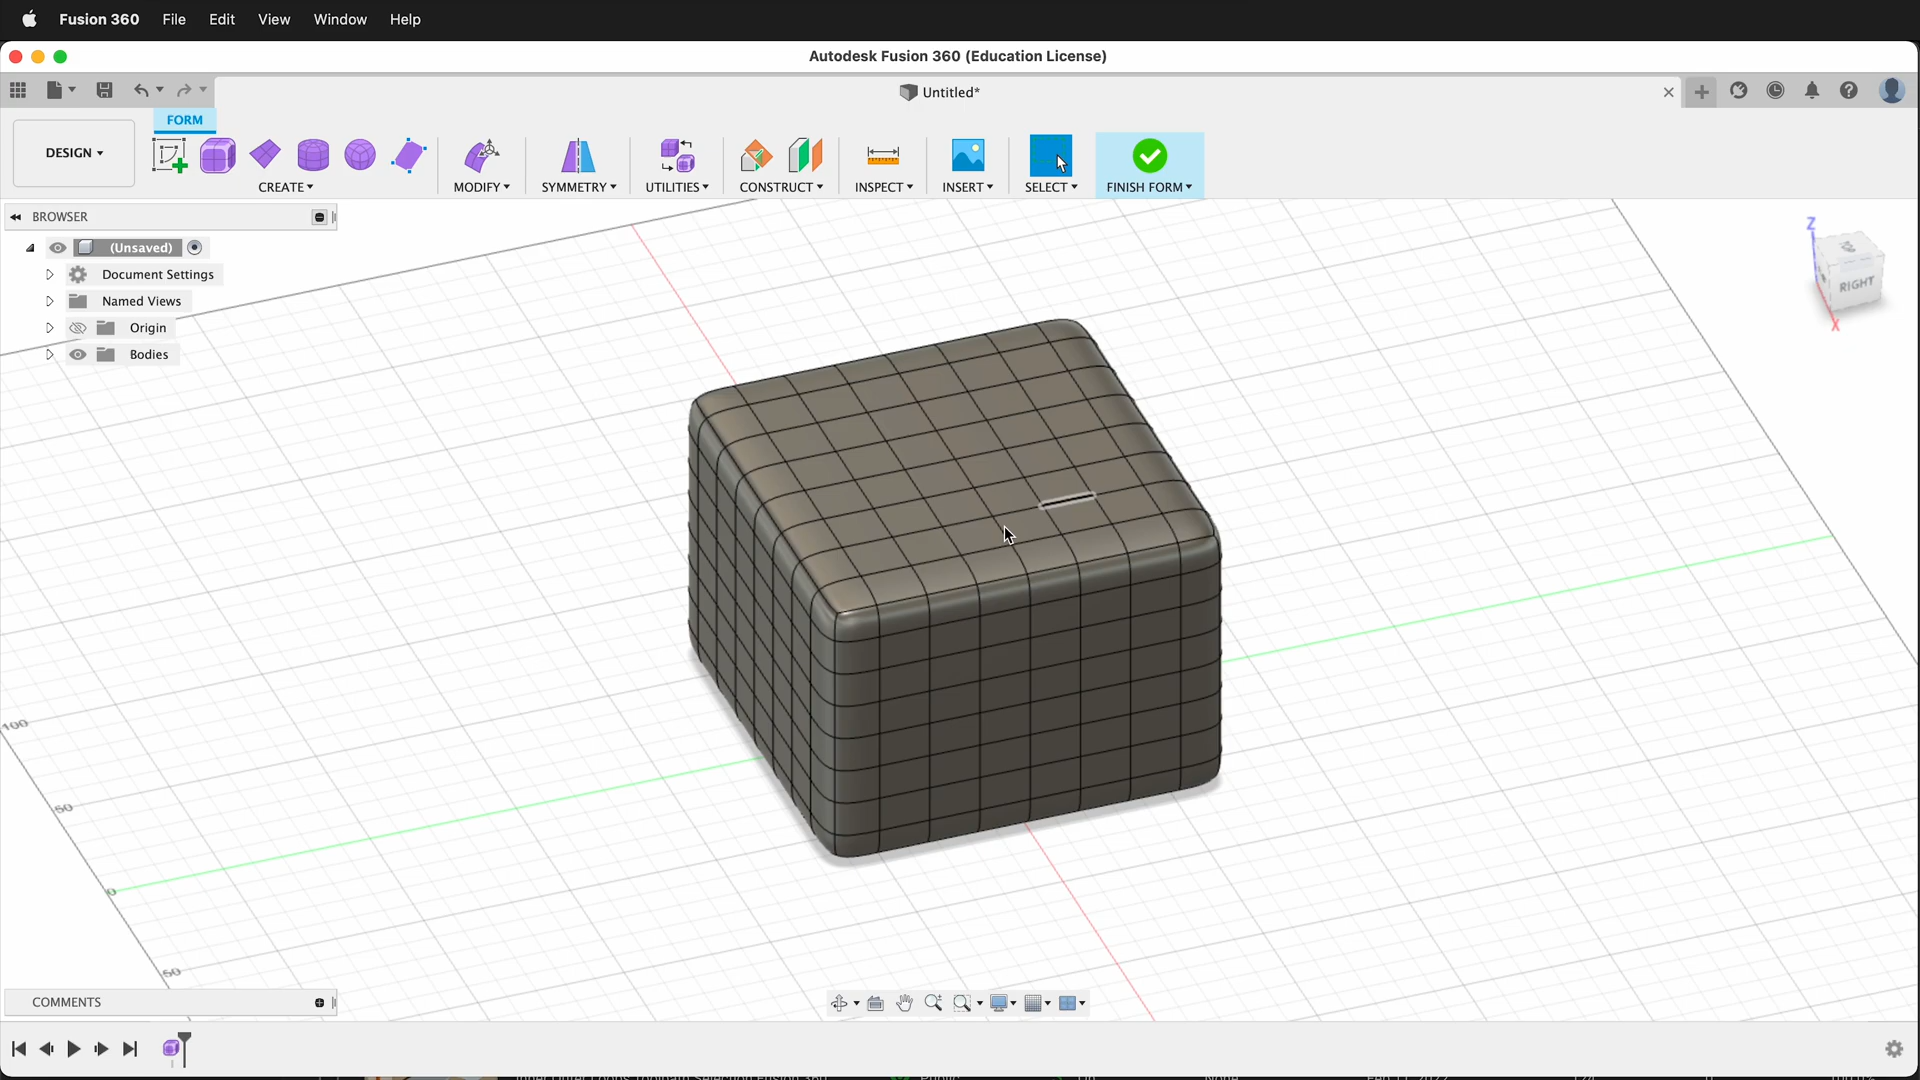 Fusion 360 File Edit View Window Help
Autodesk Fusion 360 (Education License)
Untitled*
FORM
DESIGN
CREATE MODIFY SYMMETRY UTILITIES CONSTRUCT INSPECT INSERT SELECT FINISH FORM
BROWSER
(Unsaved)
Document Settings
Named Views
Origin
Bodies
Z
RIGHT
X
100
50
0
50
COMMENTS